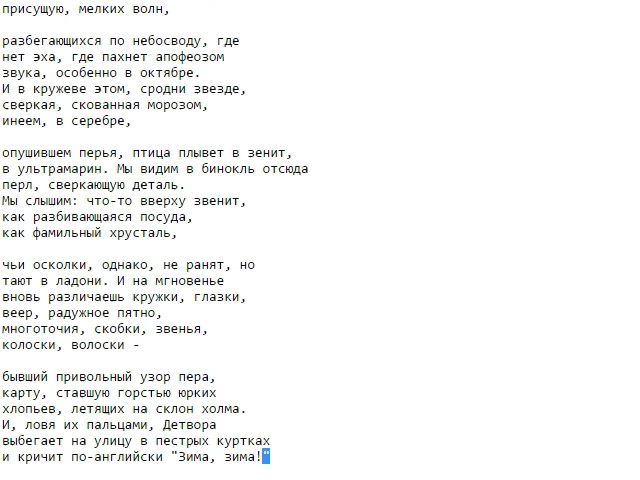 присущую, мелких волн,
разбегающихся по небосводу, где
нет эха, где пахнет апофеозом
звука, особенно в октябре.
И в кружеве этом, сродни звезде,
сверкая, скованная морозом,
инеем, в серебре,
опушившем перья, птица плывет в зенит,
в ультрамарин. Мы видим в бинокль отсюда
перл, сверкающую деталь.
Мы слышим: что-то вверху звенит,
как разбивающаяся посуда,
как фамильный хрусталь,
чьи осколки, однако, не ранят, но
тают в ладони. И на мгновенье
вновь различаешь кружки, глазки,
веер, радужное пятно,
многоточия, скобки, звенья,
колоски, волоски -
бывший привольный узор пера,
карту, ставшую горстью юрких
хлопьев, летящих на склон холма.
И, ловя их пальцами, Детвора
выбегает на улицу в пестрых куртках
и кричит по-английски "Зима, зима!"